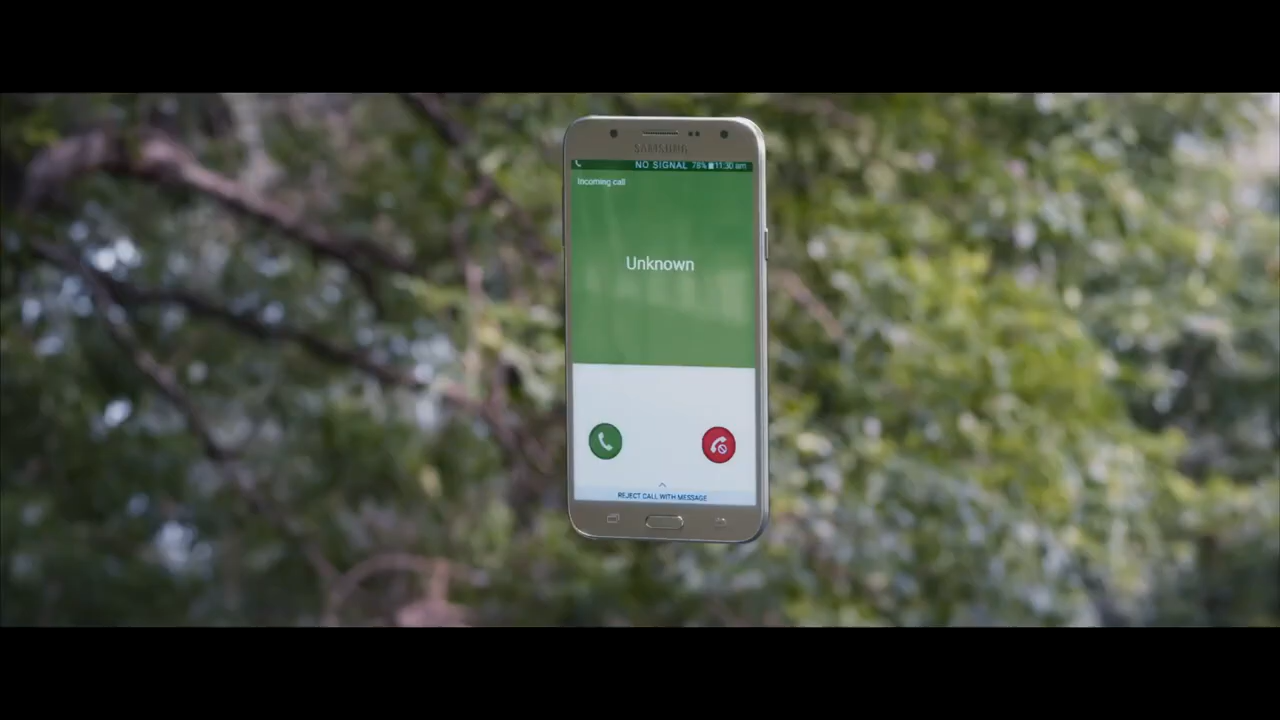 SAMSUNG
NO SIGNAL 78% 11:30 am
Incoming call
Unknown
REJECT CALL WITH MESSAGE